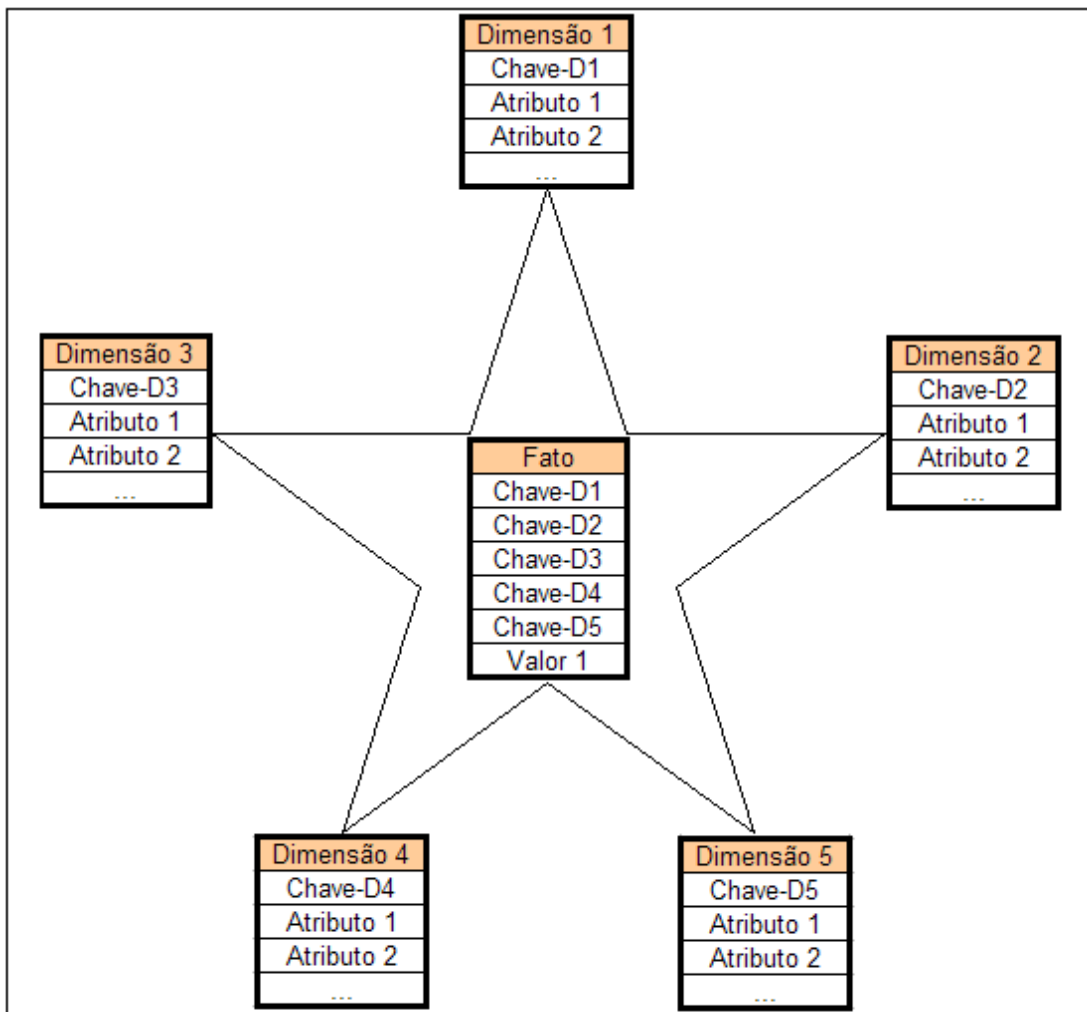 Dimensão 1
Chave-D1
Atributo 1
Atributo 2
...
Dimensão 3
Chave-D3
Atributo 1
Atributo 2
...
Dimensão 2
Chave-D2
Atributo 1
Atributo 2
...
Fato
Chave-D1
Chave-D2
Chave-D3
Chave-D4
Chave-D5
Valor 1
Dimensão 4
Chave-D4
Atributo 1
Atributo 2
...
Dimensão 5
Chave-D5
Atributo 1
Atributo 2
...